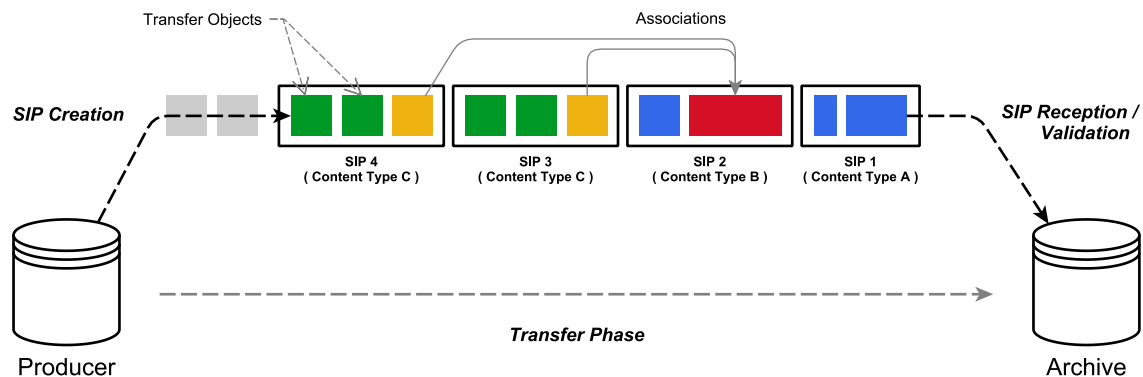 Transfer Objects
Associations
SIP Creation
SIP Reception /
Validation
SIP 4
( Content Type C )
SIP 3
( Content Type C )
SIP 2
( Content Type B )
SIP 1
( Content Type A )
Transfer Phase
Producer
Archive